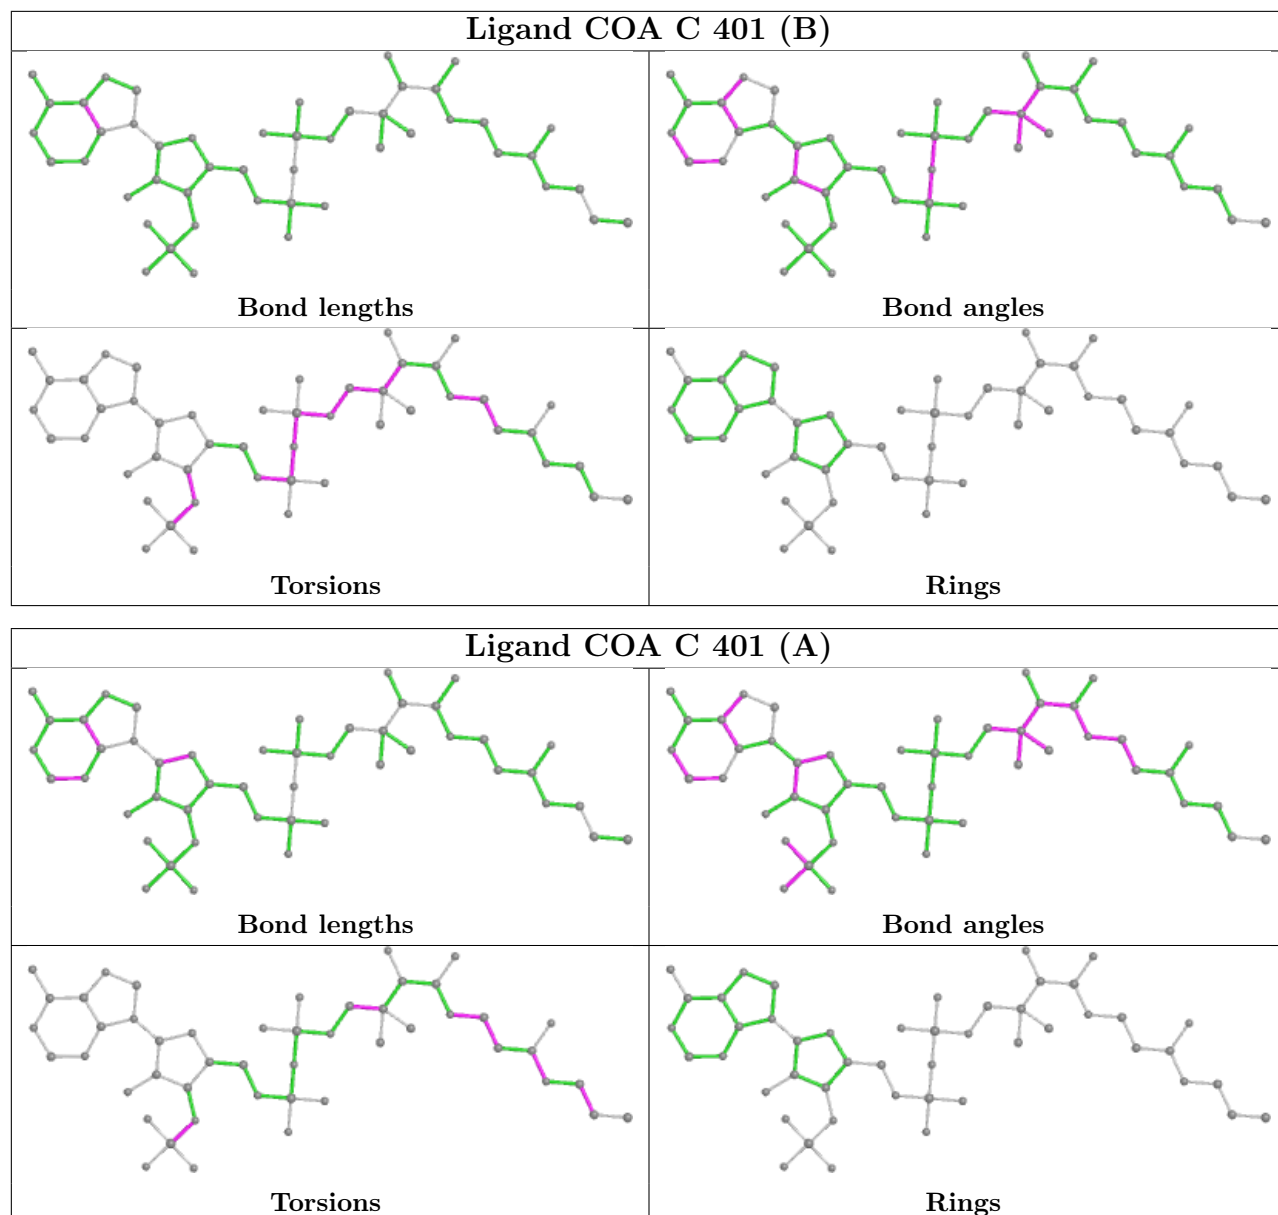 Ligand COA C 401 (B)
Bond lengths
Bond angles
Torsions
Rings
Ligand COA C 401 (A)
Bond lengths
Bond angles
Torsions
Rings